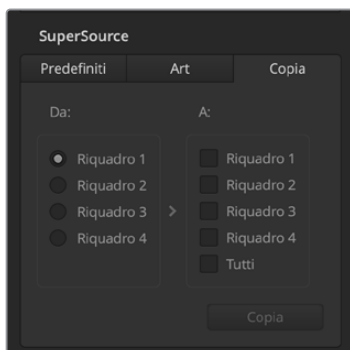 SuperSource
Predefiniti Art Copia
Da: A:
Riquadro 1 Riquadro 1
Riquadro 2 Riquadro 2
Riquadro 3 > Riquadro 3
Riquadro 4 Riquadro 4
Tutti
Copia